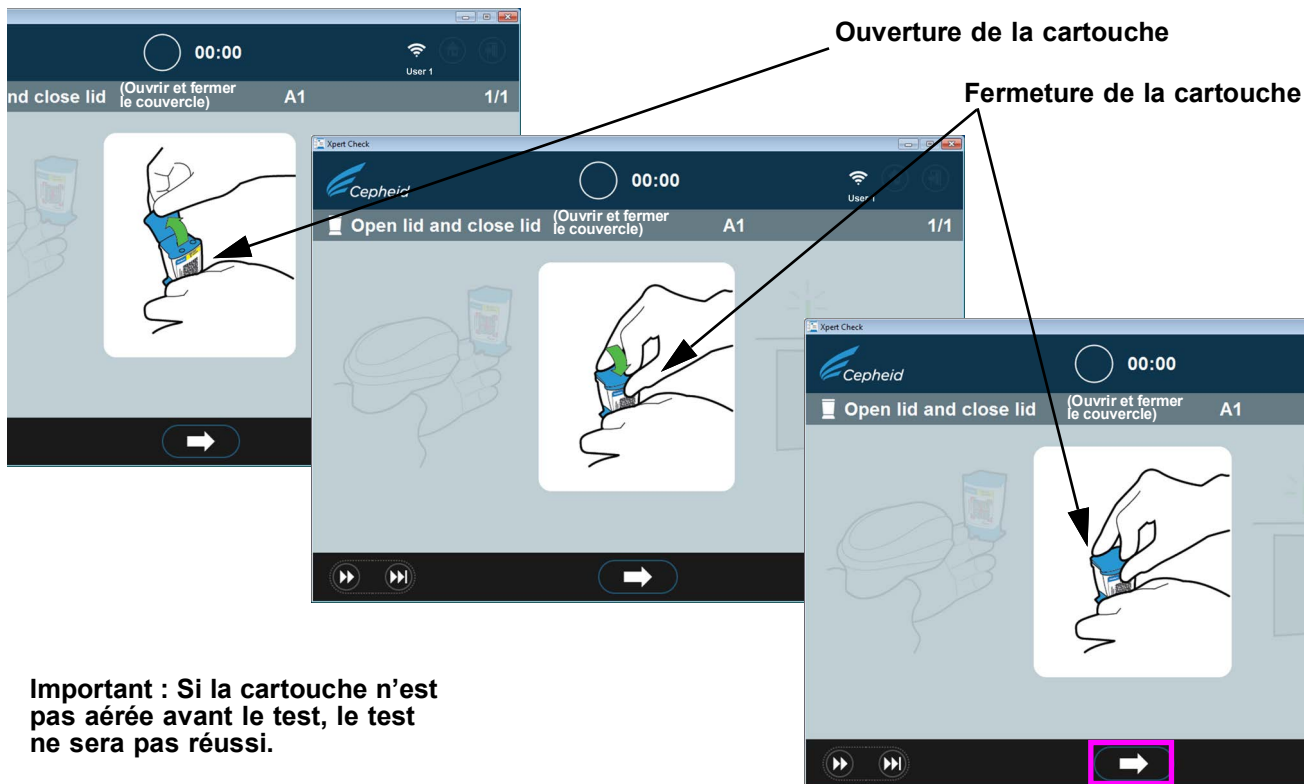 Ouverture de la cartouche
Fermeture de la cartouche
00:00
User 1
nd close lid (Ouvrir et fermer
le couvercle) A1 1/1
Xpert Check
Cepheid
00:00
User 1
Open lid and close lid (Ouvrir et fermer
le couvercle) A1 1/1
Xpert Check
Cepheid
00:00
Open lid and close lid (Ouvrir et fermer
le couvercle) A1
Important : Si la cartouche n’est
pas aérée avant le test, le test
ne sera pas réussi.